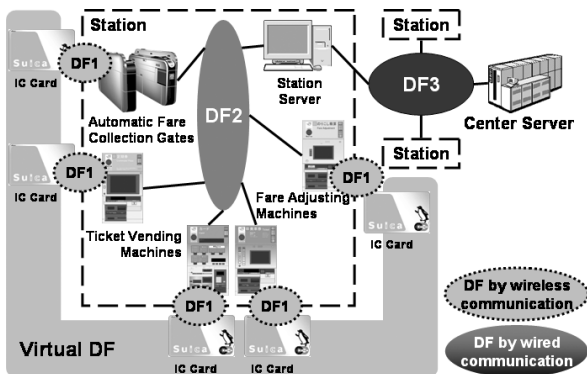 Station
Station
Suica
IC Card
DF1
DF2
Station
Server
DF3
Center Server
Automatic Fare
Collection Gates
Station
Suica
IC Card
DF1
DF1
Fare Adjusting
Machines
Suica
IC Card
Ticket Vending
Machines
DF by wireless
communication
DF1
DF1
Suica
Suica
IC Card
IC Card
Virtual DF
DF by wired
communication